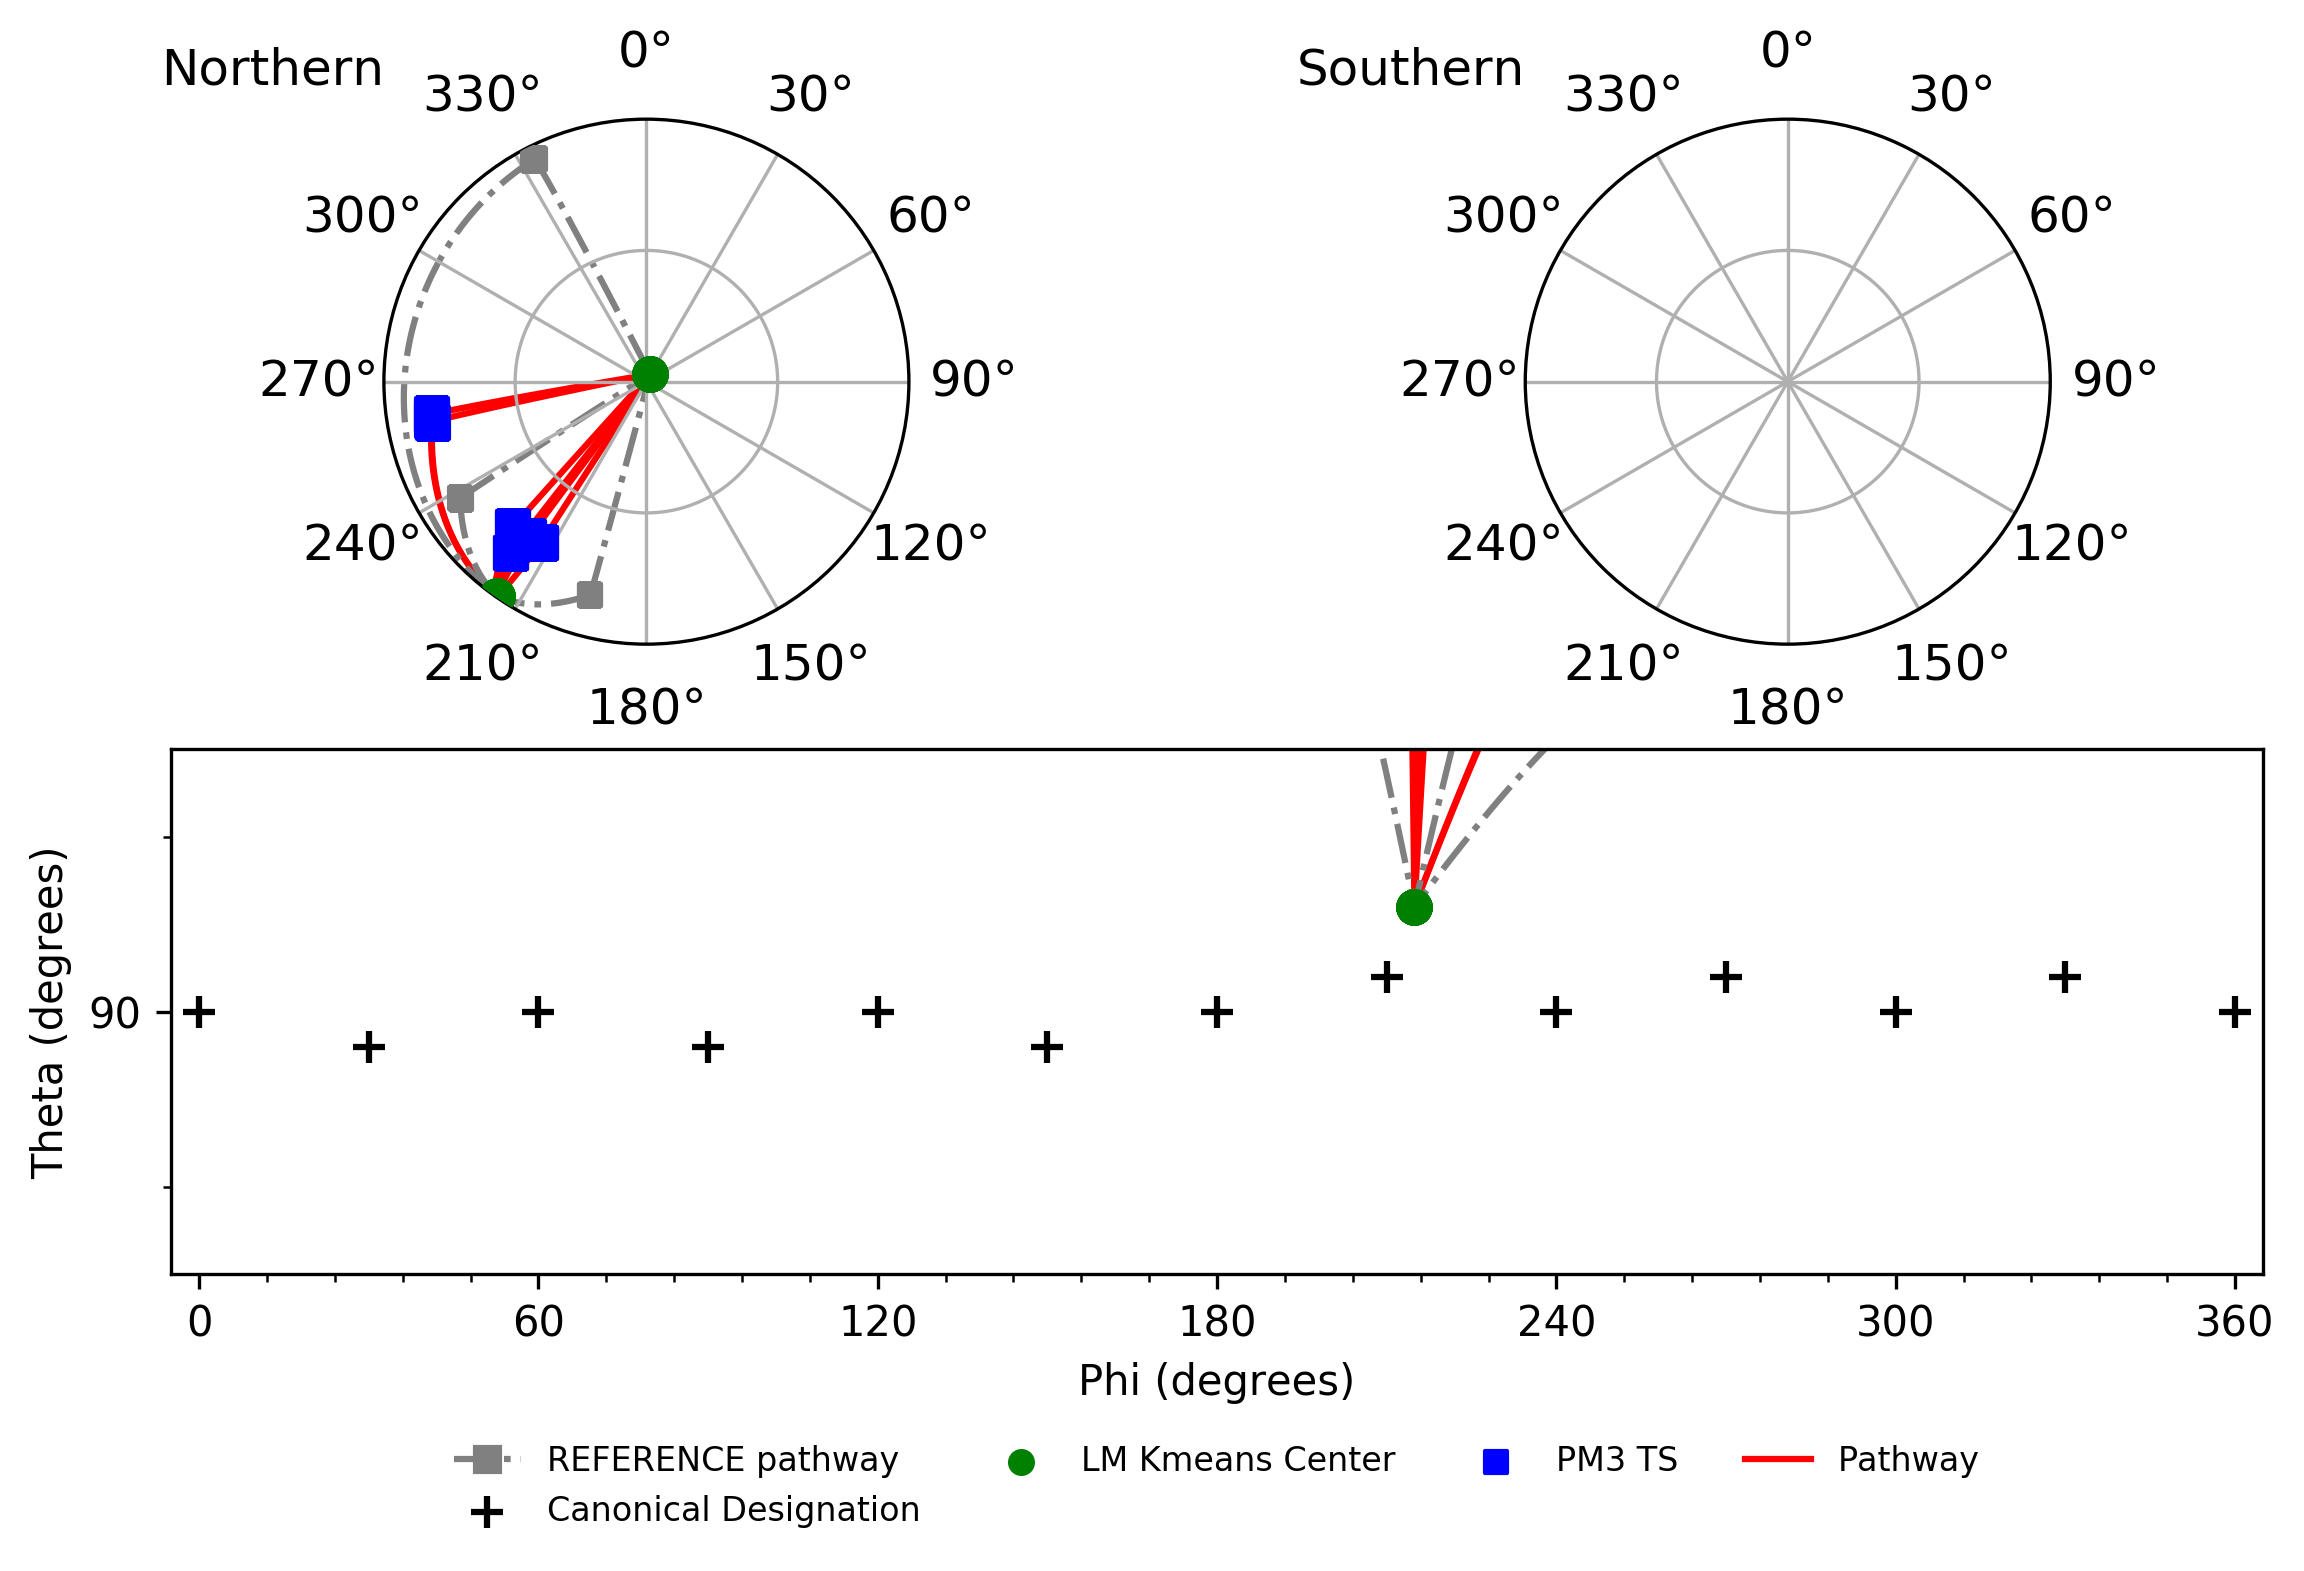 Northern
0°
330°
30°
300°
60°
270°
90°
240°
120°
210°
150°
180°
Southern
0°
330°
30°
300°
60°
270°
90°
240°
120°
210°
150°
180°
Theta (degrees)
90
0 60 120 180 240 300 360
Phi (degrees)
REFERENCE pathway
Canonical Designation
LM Kmeans Center
PM3 TS
Pathway